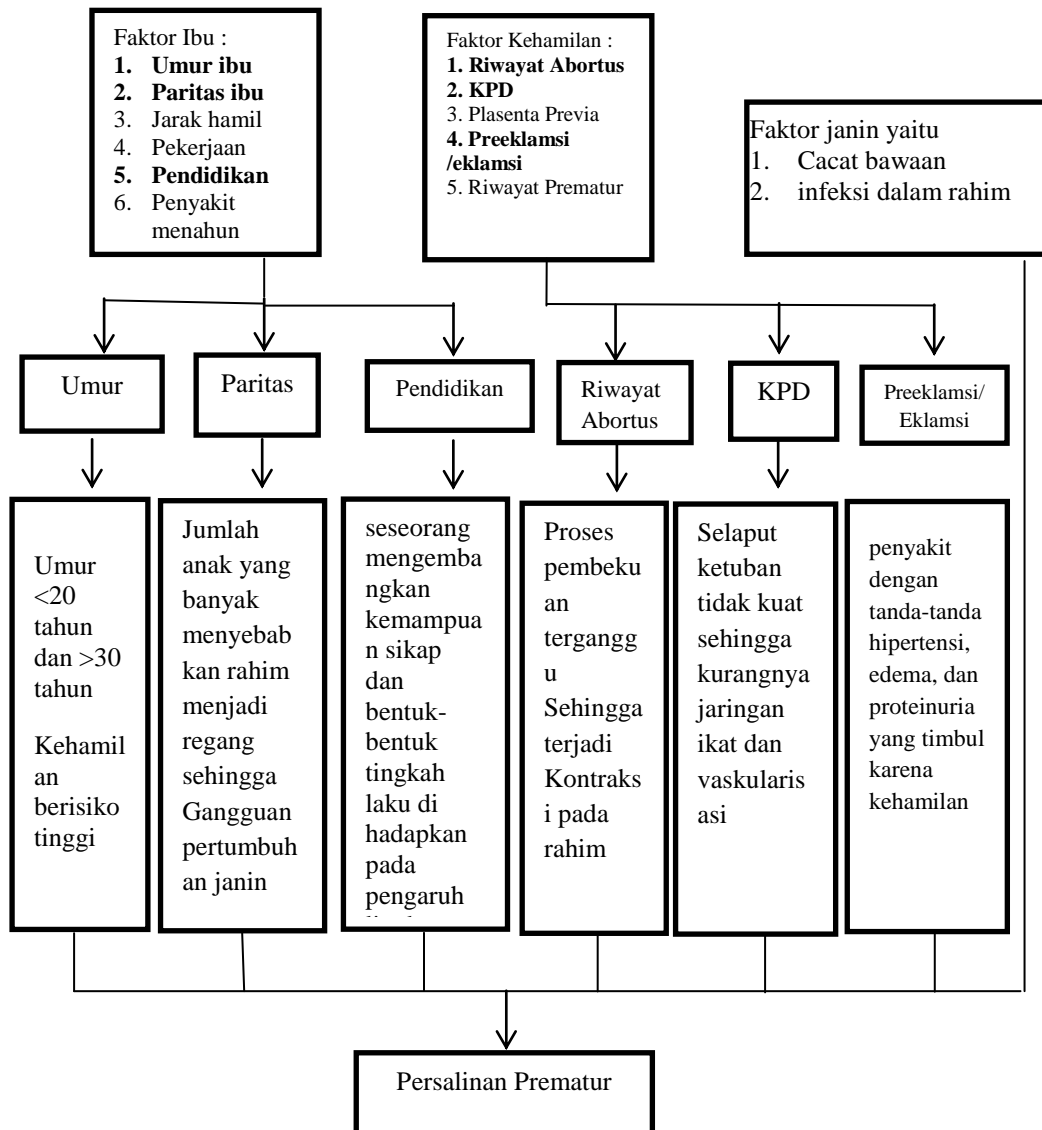 Faktor Ibu :
1. Umur ibu
2. Paritas ibu
3. Jarak hamil
4. Pekerjaan
5. Pendidikan
6. Penyakit
menahun
Faktor Kehamilan :
1. Riwayat Abortus
2. KPD
3. Plasenta Previa
4. Preeklamsi
/eklamsi
5. Riwayat Prematur
Faktor janin yaitu
1. Cacat bawaan
2. infeksi dalam rahim
Umur
Paritas
Pendidikan
Riwayat
Abortus
KPD
Preeklamsi/
Eklamsi
Umur
<20
tahun
dan >30
tahun
Kehamil
an
berisiko
tinggi
Jumlah
anak yang
banyak
menyebab
kan rahim
menjadi
regang
sehingga
Gangguan
pertumbuh
an janin
seseorang
mengemba
ngkan
kemampua
n sikap
dan
bentuk-
bentuk
tingkah
laku di
hadapkan
pada
pengaruh
Proses
pembeku
an
tergangg
u
Sehingga
terjadi
Kontraks
i pada
rahim
Selaput
ketuban
tidak kuat
sehingga
kurangnya
jaringan
ikat dan
vaskularis
asi
penyakit
dengan
tanda-tanda
hipertensi,
edema, dan
proteinuria
yang timbul
karena
kehamilan
Persalinan Prematur